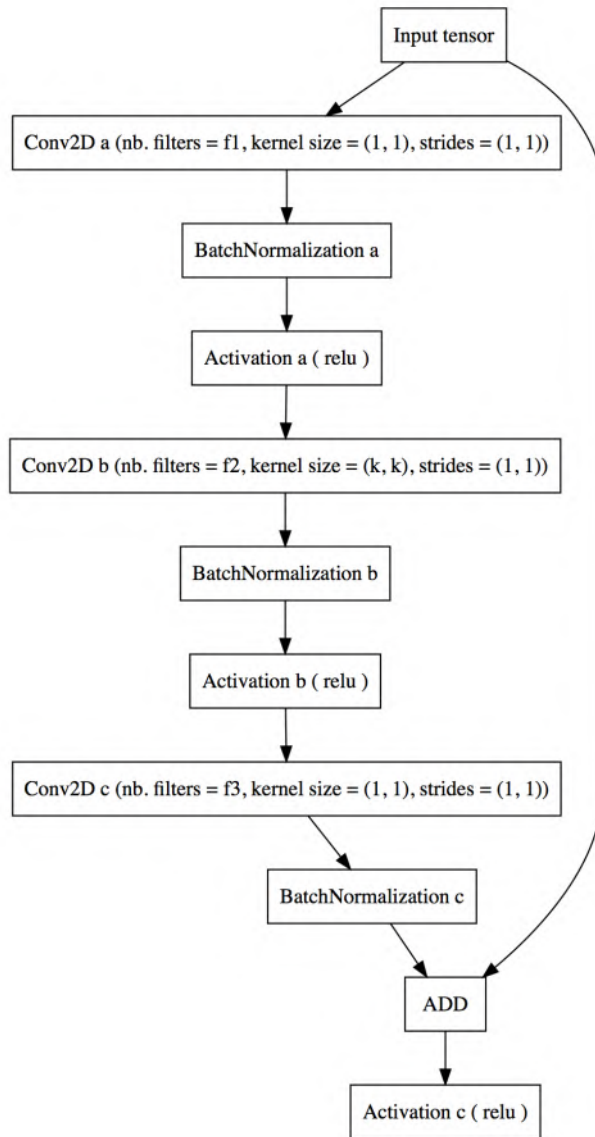 Input tensor
Conv2D a (nb. filters = f1, kernel size = (1, 1), strides = (1, 1))
BatchNormalization a
Activation a ( relu )
Conv2D b (nb. filters = f2, kernel size = (k, k), strides = (1, 1))
BatchNormalization b
Activation b ( relu )
Conv2D c (nb. filters = f3, kernel size = (1, 1), strides = (1, 1))
BatchNormalization c
ADD
Activation c ( relu )